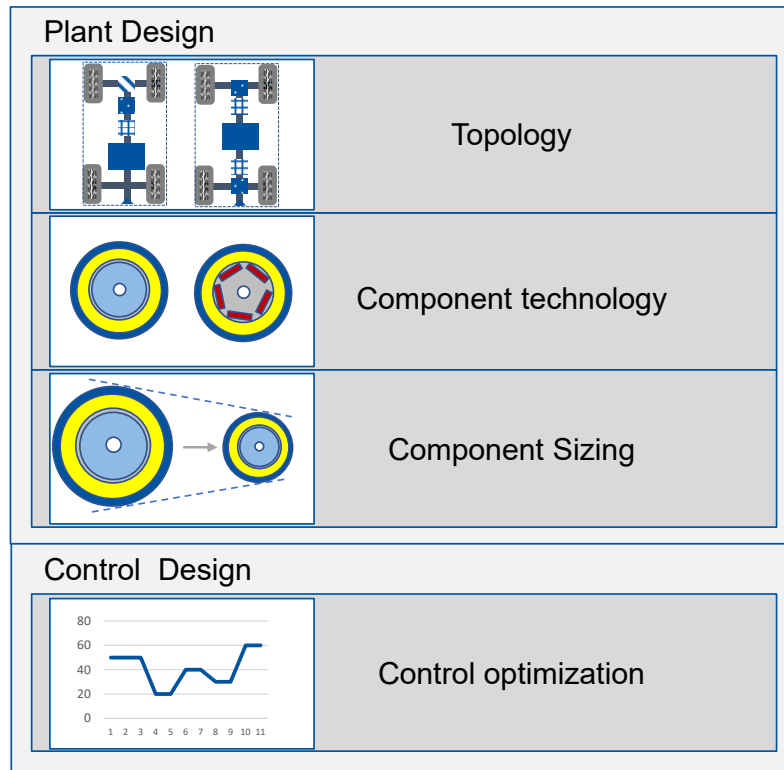 Plant Design
Topology
Component technology
Component Sizing
Control Design
80
60
40
20
0
1 2 3 4 5 6 7 8 9 10 11
Control optimization